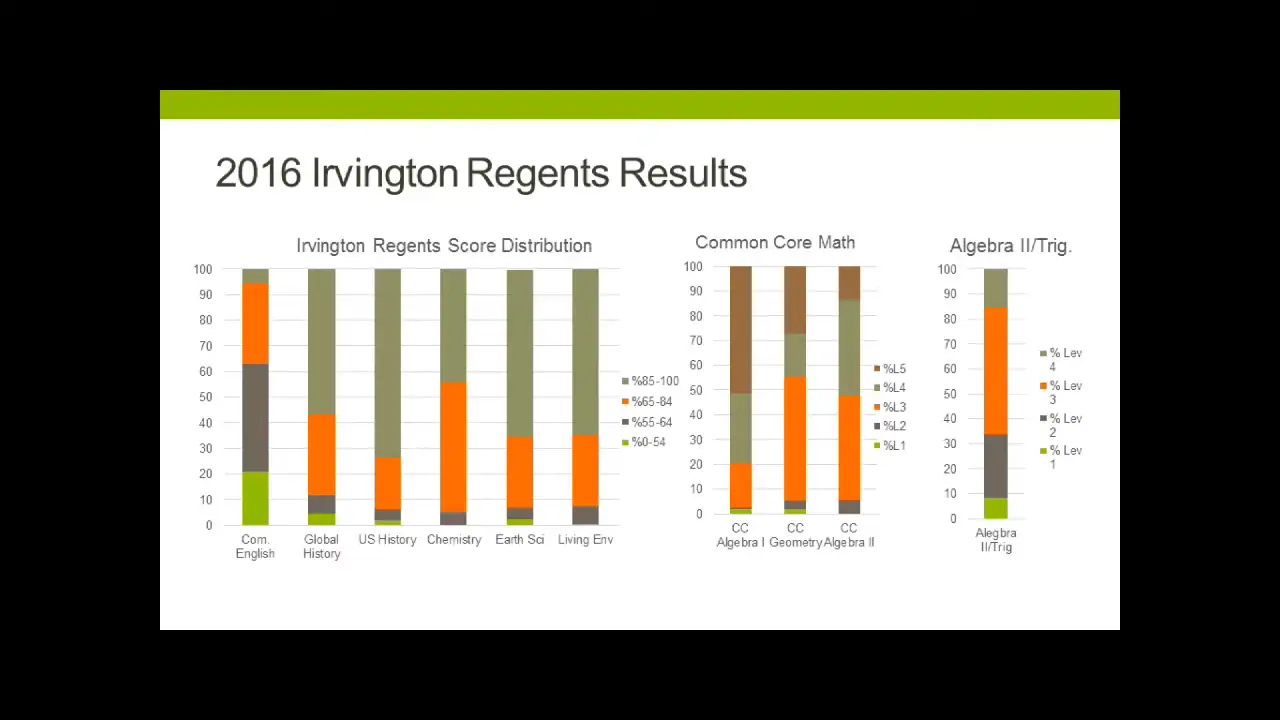 2016 Irvington Regents Results
Irvington Regents Score Distribution
100
90
80
70
60
50
40
30
20
10
0
Com.
English
Global
History
US History
Chemistry
Earth Sci
Living Env
%85-100
%65-84
%55-64
%0-54
Common Core Math
100
90
80
70
60
50
40
30
20
10
0
CC
Algebra I
CC
Geometry
CC
Algebra II
%L5
%L4
%L3
%L2
%L1
Algebra II/Trig.
100
90
80
70
60
50
40
30
20
10
0
Alegbra
II/Trig
% Lev
4
% Lev
3
% Lev
2
% Lev
1